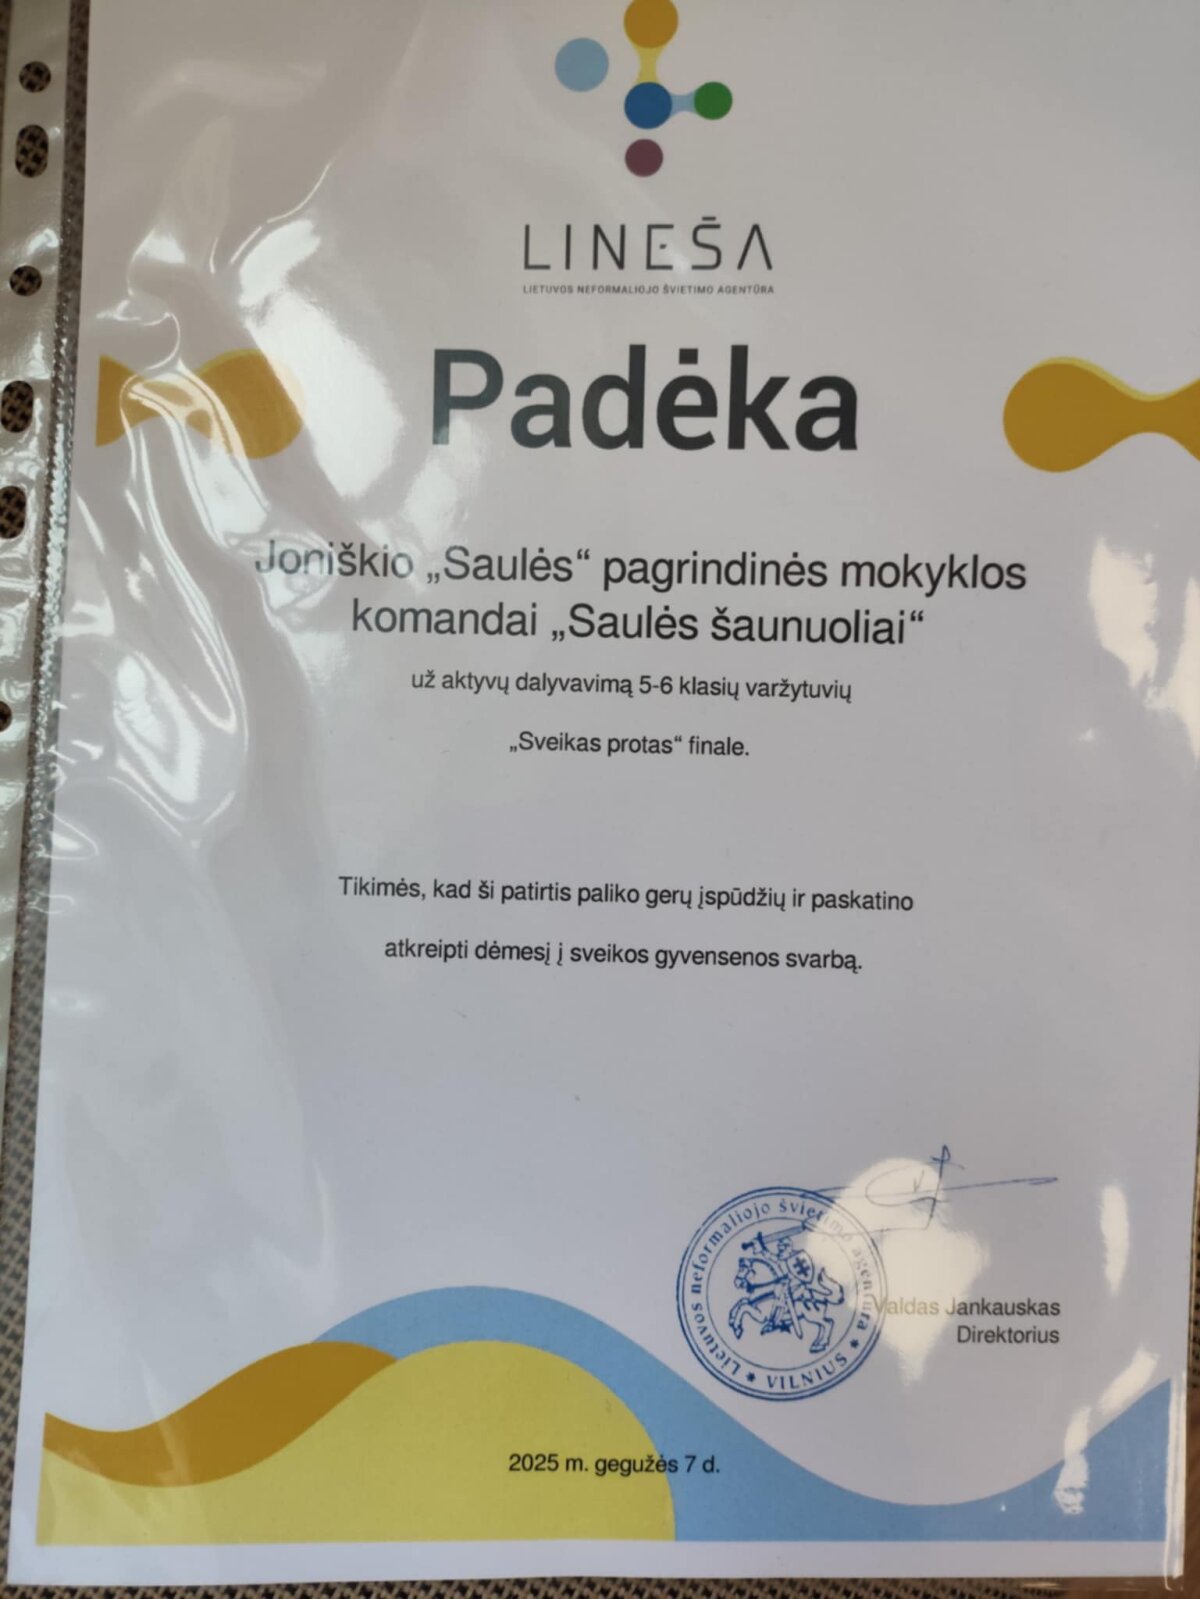 LINEŠA
LIETUVOS NEFORMALIOJO ŠVIETIMO AGENTŪRA
Padėka
Joniškio „Saulės“ pagrindinės mokyklos
komandai „Saulės šaunuoliai“
už aktyvų dalyvavimą 5-6 klasių varžytuvių
„Sveikas protas“ finale.
Tikimės, kad ši patirtis paliko gerų įspūdžių ir paskatino
atkreipti dėmesį į sveikos gyvensenos svarbą.
Lietuvos neformaliojo švietimo agentūra * VILNIUS *
Valdas Jankauskas
Direktorius
2025 m. gegužės 7 d.